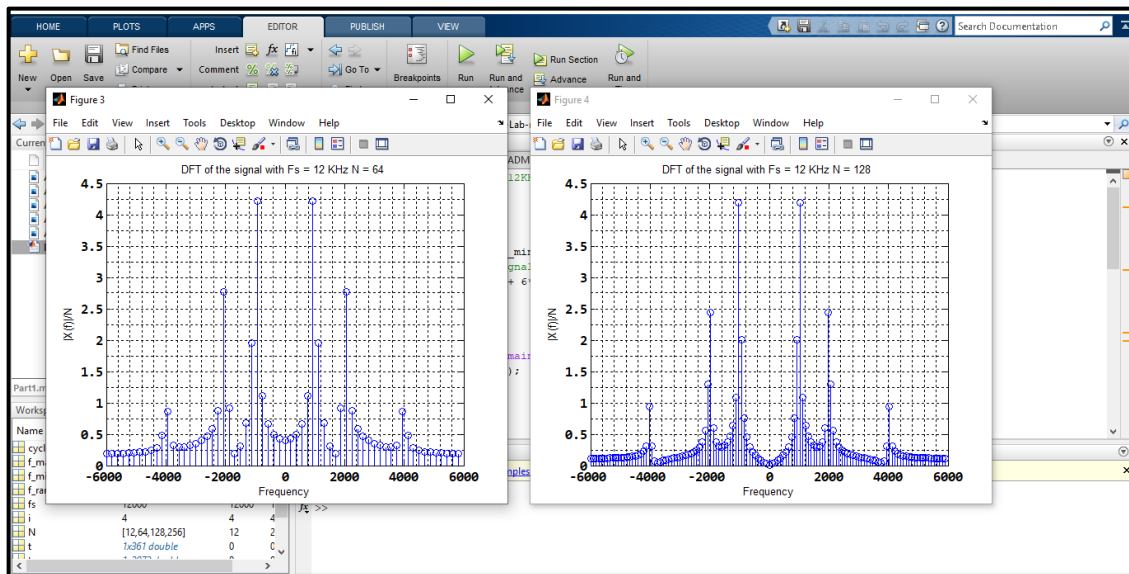 HOME PLOTS APPS EDITOR PUBLISH VIEW Search Documentation
Find Files Insert fx
Compare Comment % Go To Breakpoints Run Run and Run Section
New Open Save Advance Run and
Figure 3
File Edit View Insert Tools Desktop Window Help
DFT of the signal with Fs = 12 KHz N = 64
4.5
4
3.5
3
2.5
2
1.5
1
0.5
0
|X(f)|/N
-6000 -4000 -2000 0 2000 4000 6000
Frequency
Figure 4
File Edit View Insert Tools Desktop Window Help
DFT of the signal with Fs = 12 KHz N = 128
4.5
4
3.5
3
2.5
2
1.5
1
0.5
0
|X(f)|/N
-6000 -4000 -2000 0 2000 4000 6000
Frequency
Part1.m
Name
fs 12000 12000
i 4 4 4
N [12,64,128,256] 12 2
t 1x361 double 0 0
fx >>